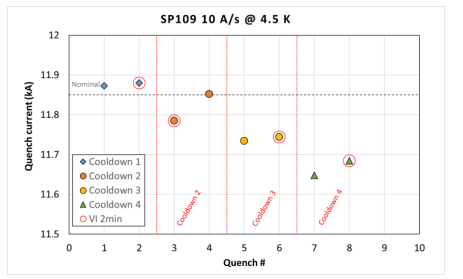 SP109 10 A/s @ 4.5 K
Quench current (kA)
12
11.9
11.8
11.7
11.6
11.5
Nominal
Cooldown 1
Cooldown 2
Cooldown 3
Cooldown 4
VI 2min
Cooldown 2
Cooldown 3
Cooldown 4
0 1 2 3 4 5 6 7 8 9 10
Quench #